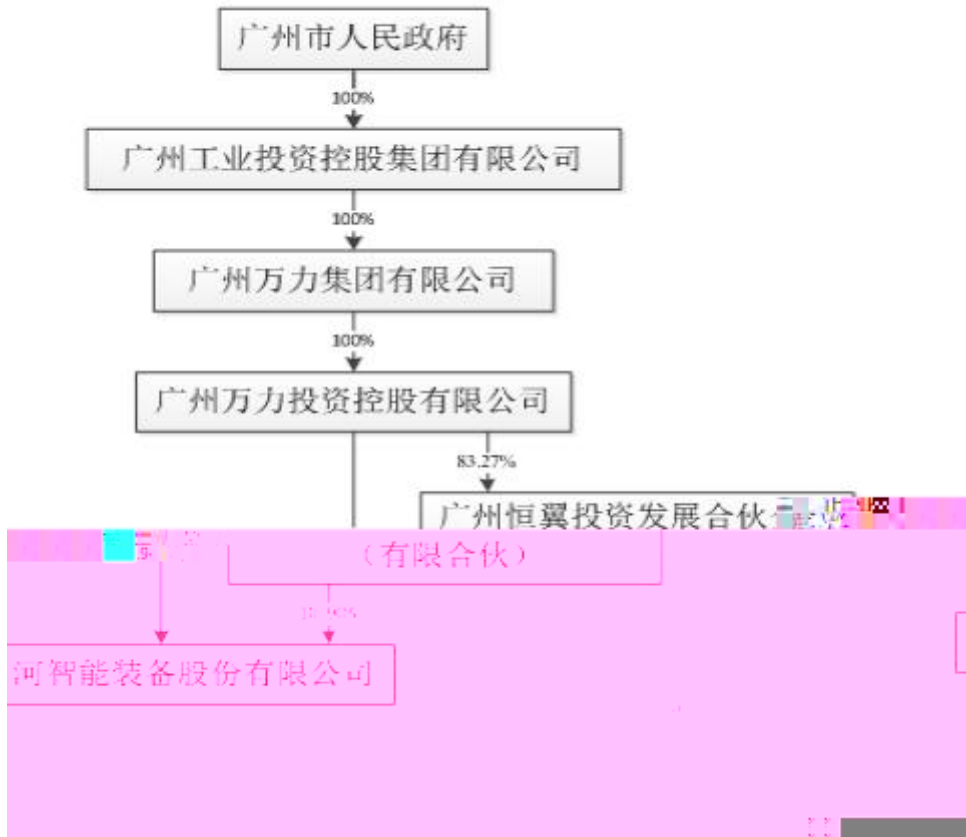 广州市人民政府
100%
广州工业投资控股集团有限公司
100%
广州万力集团有限公司
100%
广州万力投资控股有限公司
83.27%
广州恒翼投资发展合伙
（有限合伙）
河智能装备股份有限公司